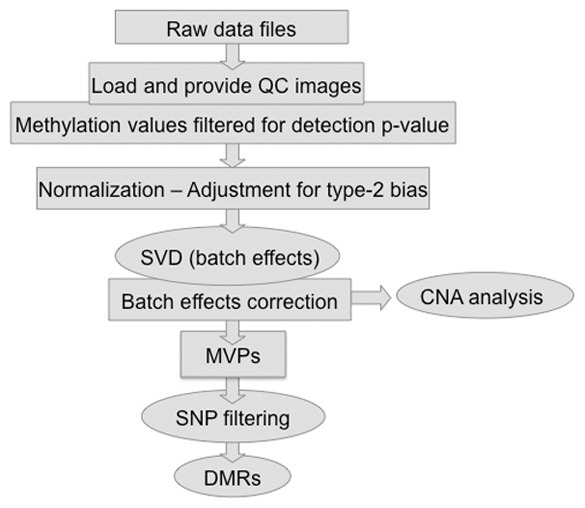 Raw data files
Load and provide QC images
Methylation values filtered for detection p-value
Normalization – Adjustment for type-2 bias
SVD (batch effects)
Batch effects correction
CNA analysis
MVPs
SNP filtering
DMRs